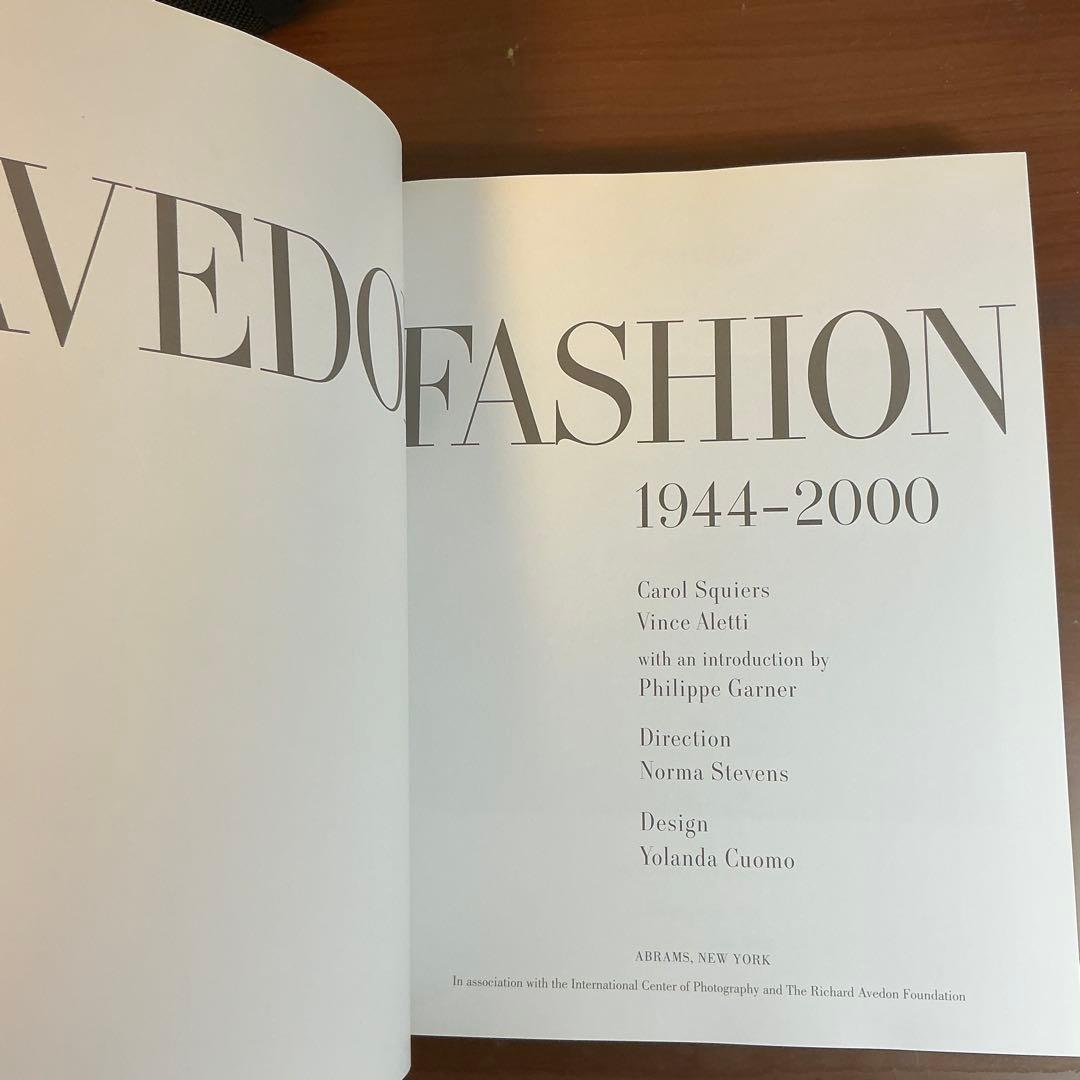 AVEDON FASHION
1944–2000
Carol Squiers
Vince Aletti
with an introduction by
Philippe Garner
Direction
Norma Stevens
Design
Yolanda Cuomo
ABRAMS, NEW YORK
In association with the International Center of Photography and The Richard Avedon Foundation